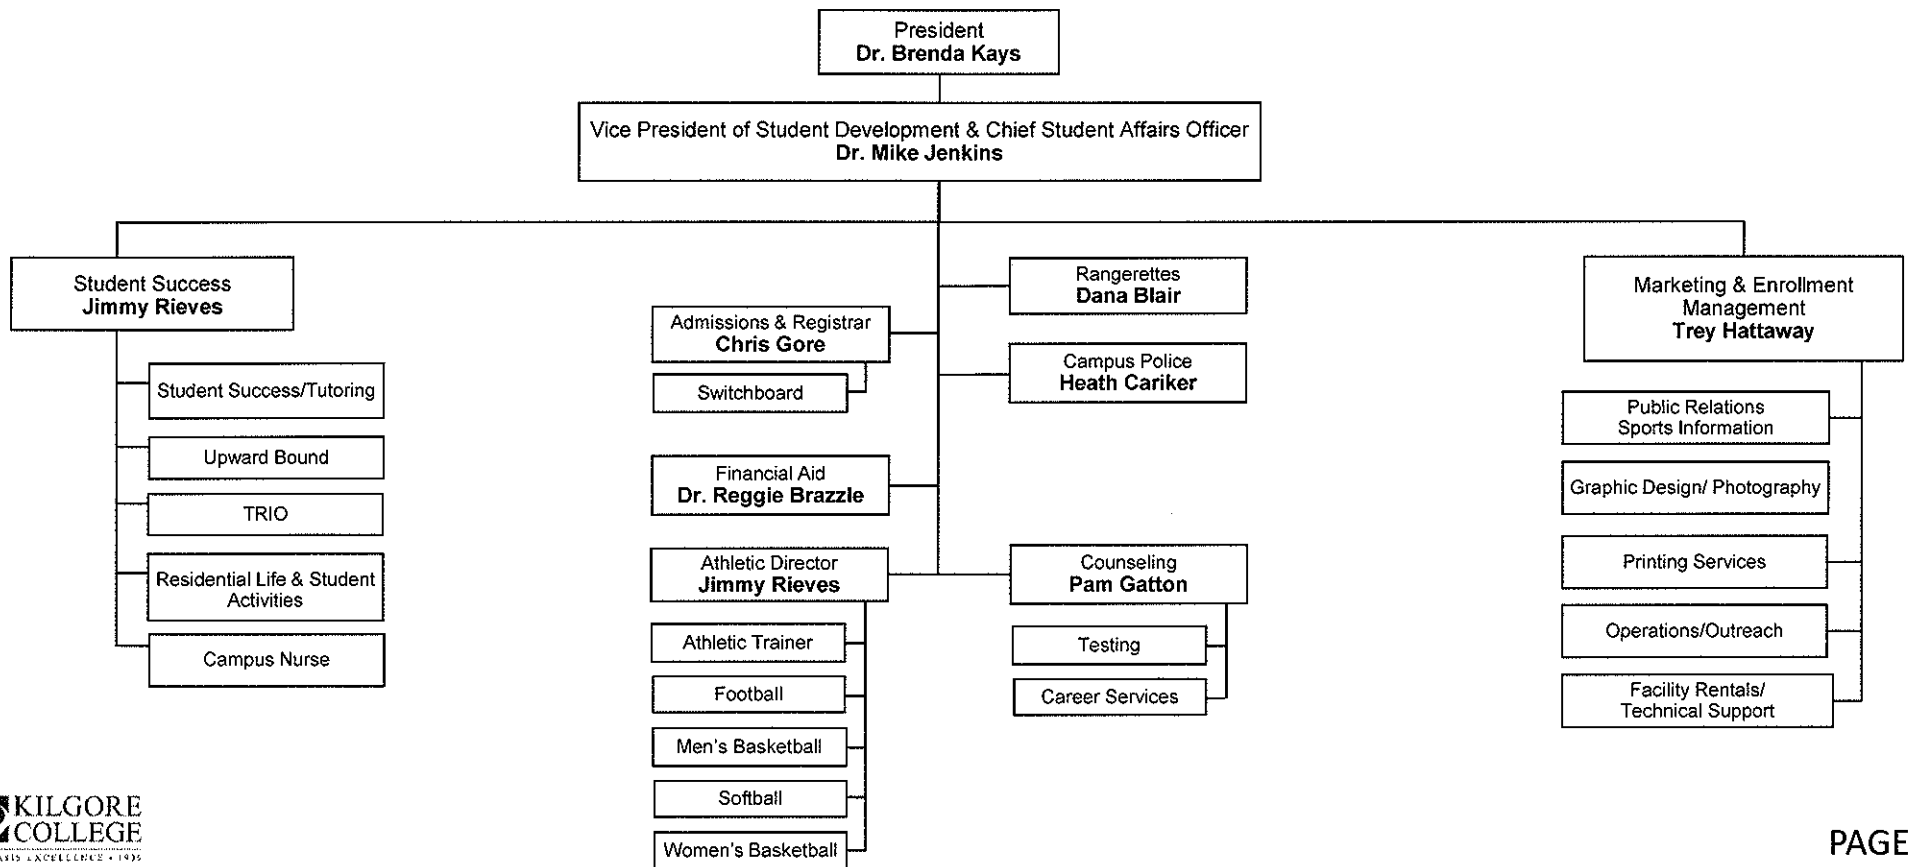 President
Dr. Brenda Kays
Vice President of Student Development & Chief Student Affairs Officer
Dr. Mike Jenkins
Student Success
Jimmy Rieves
Student Success/Tutoring
Upward Bound
TRIO
Residential Life & Student
Activities
Campus Nurse
Admissions & Registrar
Chris Gore
Switchboard
Financial Aid
Dr. Reggie Brazzle
Athletic Director
Jimmy Rieves
Athletic Trainer
Football
Men's Basketball
Softball
Women's Basketball
Rangerettes
Dana Blair
Campus Police
Heath Cariker
Counseling
Pam Gatton
Testing
Career Services
Marketing & Enrollment
Management
Trey Hattaway
Public Relations
Sports Information
Graphic Design/ Photography
Printing Services
Operations/Outreach
Facility Rentals/
Technical Support
KILGORE
COLLEGE
EXCELLENCE
PAGE